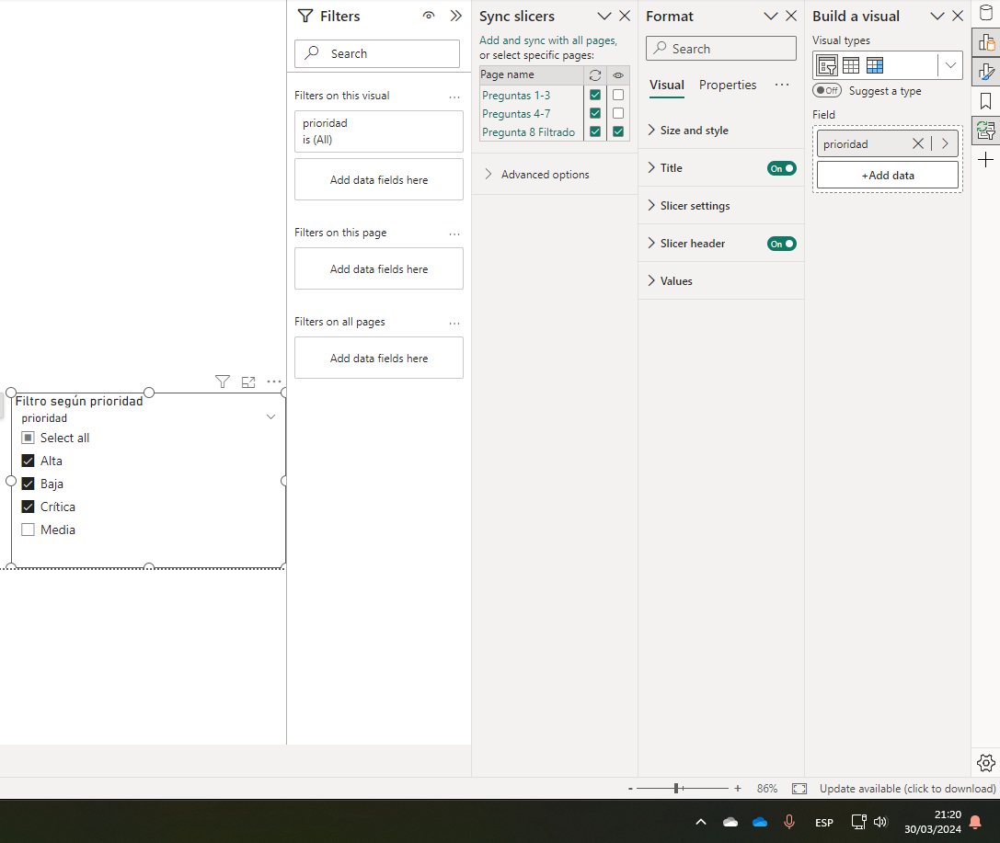 Filters
Search
Filters on this visual
...
prioridad
is (All)
Add data fields here
Filters on this page
...
Add data fields here
Filters on all pages
...
Add data fields here
Sync slicers
Add and sync with all pages,
or select specific pages:
Page name
Preguntas 1-3
Preguntas 4-7
Pregunta 8 Filtrado
Advanced options
Format
Search
Visual
Properties
...
Size and style
Title
On
Slicer settings
Slicer header
On
Values
Build a visual
Visual types
Off
Suggest a type
Field
prioridad
+Add data
...
Filtro según prioridad
prioridad
Select all
Alta
Baja
Crítica
Media
-
+
86%
Update available (click to download)
ESP
21:20
30/03/2024